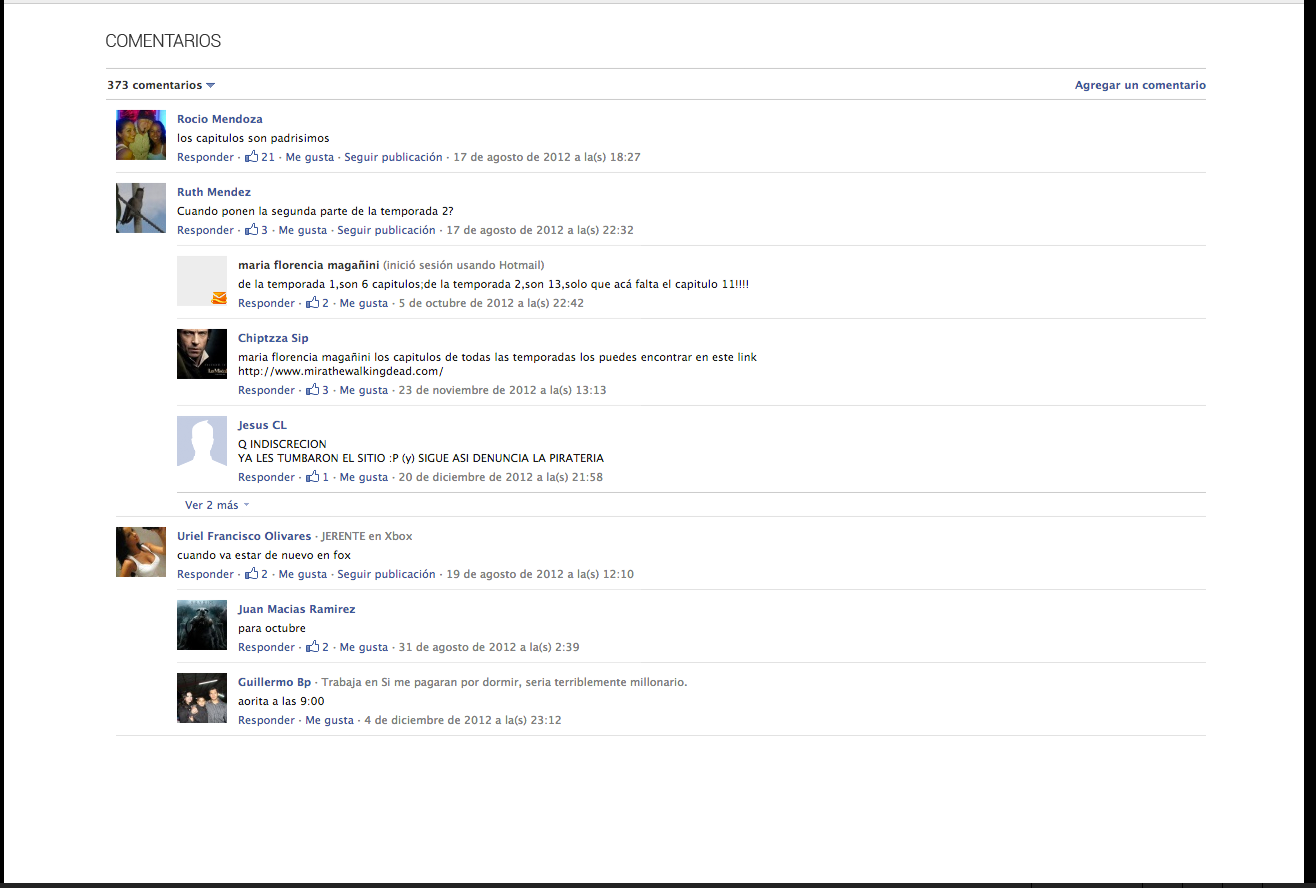 COMENTARIOS
373 comentarios
Agregar un comentario
Rocio Mendoza
los capitulos son padrisimos
Responder · 21 · Me gusta · Seguir publicación · 17 de agosto de 2012 a la(s) 18:27
Ruth Mendez
Cuando ponen la segunda parte de la temporada 2?
Responder · 3 · Me gusta · Seguir publicación · 17 de agosto de 2012 a la(s) 22:32
maria florencia magañini (inició sesión usando Hotmail)
de la temporada 1,son 6 capitulos;de la temporada 2,son 13,solo que acá falta el capitulo 11!!!!
Responder · 2 · Me gusta · 5 de octubre de 2012 a la(s) 22:42
Chiptzza Sip
maria florencia magañini los capitulos de todas las temporadas los puedes encontrar en este link
http://www.mirathewalkingdead.com/
Responder · 3 · Me gusta · 23 de noviembre de 2012 a la(s) 13:13
Jesus CL
Q INDISCRECION
YA LES TUMBARON EL SITIO :P (y) SIGUE ASI DENUNCIA LA PIRATERIA
Responder · 1 · Me gusta · 20 de diciembre de 2012 a la(s) 21:58
Ver 2 más
Uriel Francisco Olivares · JERENTE en Xbox
cuando va estar de nuevo en fox
Responder · 2 · Me gusta · Seguir publicación · 19 de agosto de 2012 a la(s) 12:10
Juan Macias Ramirez
para octubre
Responder · 2 · Me gusta · 31 de agosto de 2012 a la(s) 2:39
Guillermo Bp · Trabaja en Si me pagaran por dormir, seria terriblemente millonario.
aorita a las 9:00
Responder · Me gusta · 4 de diciembre de 2012 a la(s) 23:12